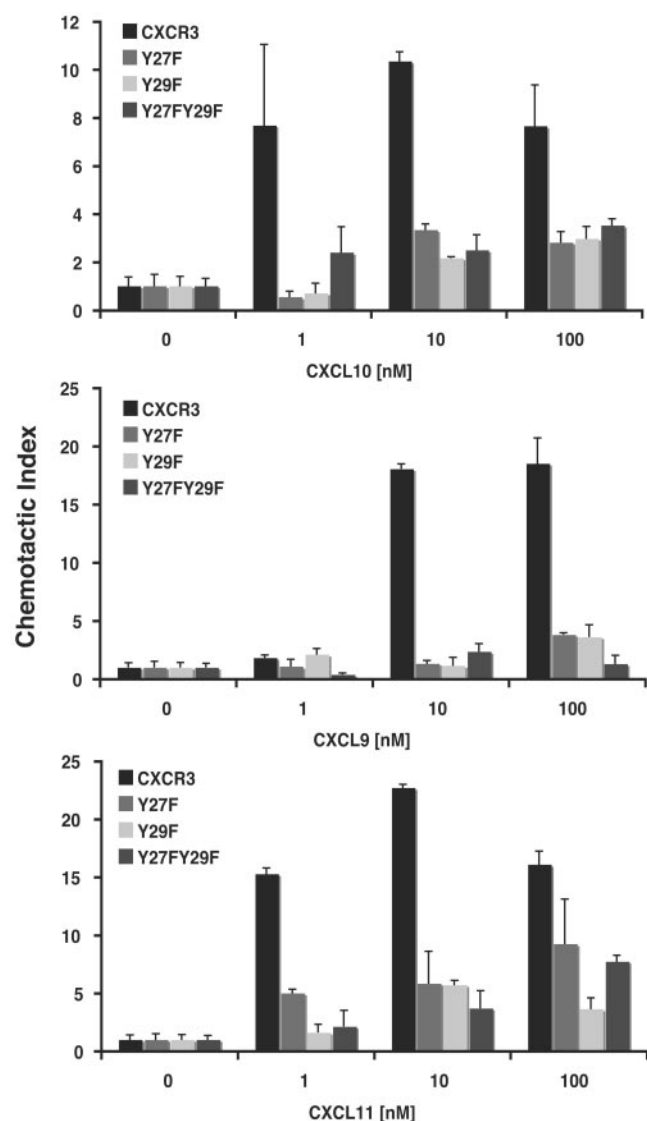 12
10
8
6
4
2
0
CXCR3
Y27F
Y29F
Y27FY29F
0 1 10 100
CXCL10 [nM]
Chemotactic Index
25
20
15
10
5
0
CXCR3
Y27F
Y29F
Y27FY29F
0 1 10 100
CXCL9 [nM]
25
20
15
10
5
0
CXCR3
Y27F
Y29F
Y27FY29F
0 1 10 100
CXCL11 [nM]